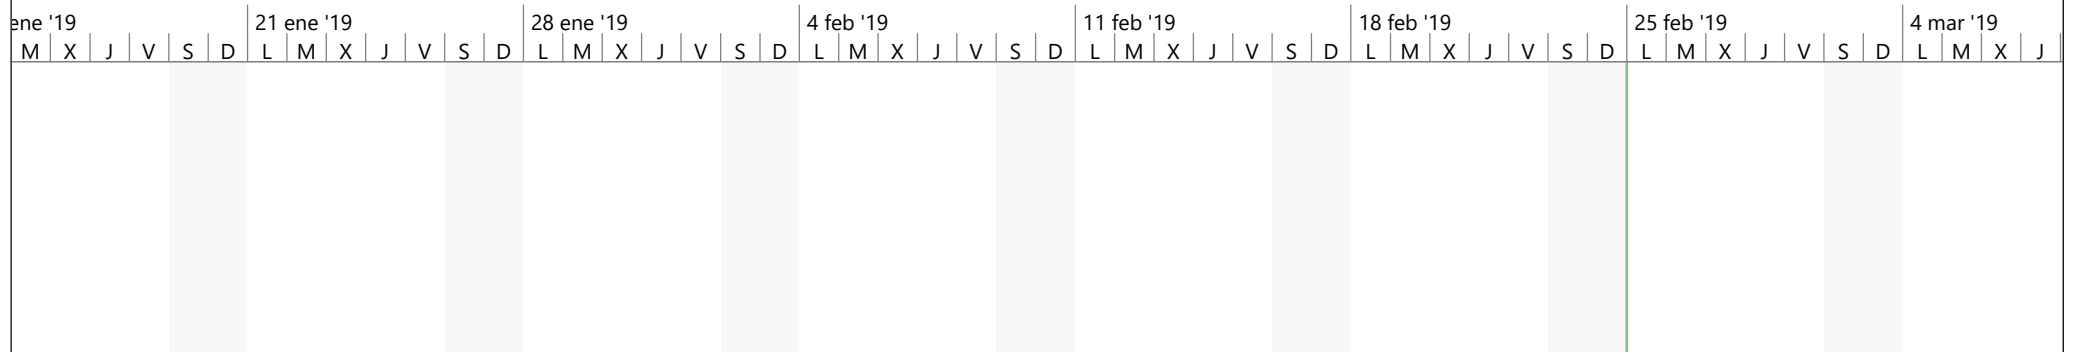 ene '19 21 ene '19 28 ene '19 4 feb '19 11 feb '19 18 feb '19 25 feb '19 4 mar '19
M X J V S D L M X J V S D L M X J V S D L M X J V S D L M X J V S D L M X J V S D L M X J V S D L M X J